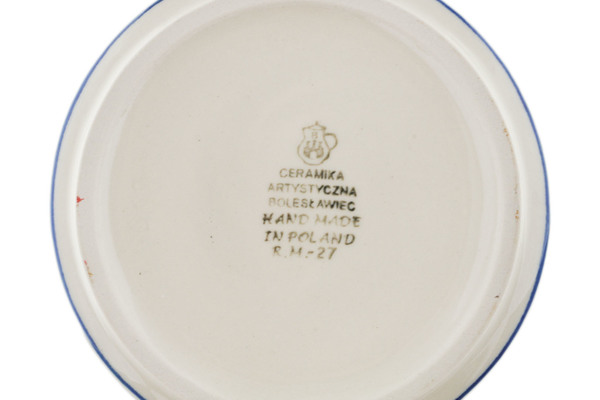 CERAMIKA
ARTYSTYCZNA
BOLESŁAWIEC
HAND MADE
IN POLAND
R.M.-27